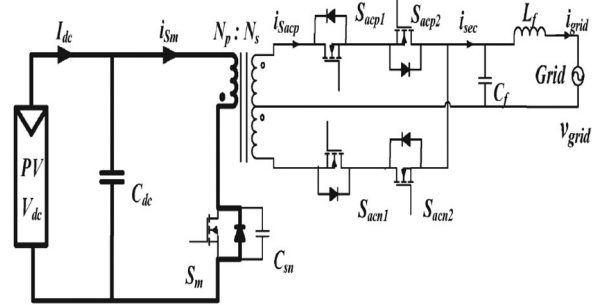 I_dc
i_Sm
N_p : N_s
i_Sacp
S_acp1
S_acp2
i_sec
L_f
i_grid
PV
V_dc
C_dc
C_f
Grid
v_grid
S_m
C_sn
S_acn1
S_acn2